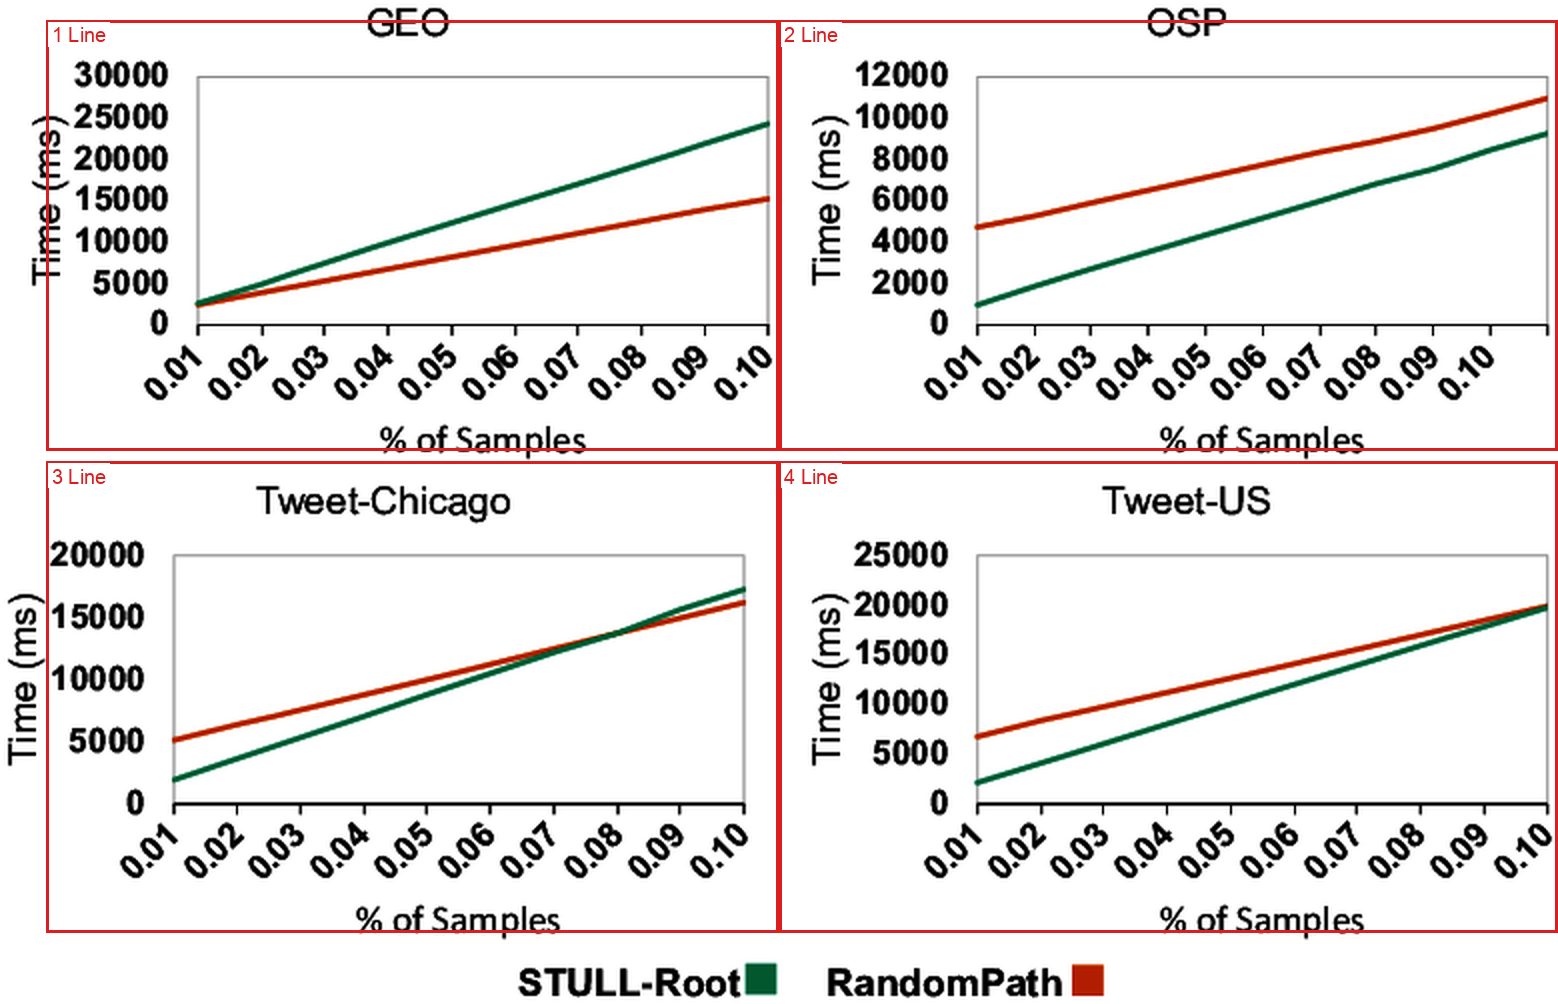 GEO
OSP
1 Line
2 Line
30000
25000
20000
15000
10000
5000
0
Time (ms)
0.01 0.02 0.03 0.04 0.05 0.06 0.07 0.08 0.09 0.10
% of Samples
12000
10000
8000
6000
4000
2000
0
Time (ms)
0.01 0.02 0.03 0.04 0.05 0.06 0.07 0.08 0.09 0.10
% of Samples
3 Line
Tweet-Chicago
20000
15000
10000
5000
0
Time (ms)
0.01 0.02 0.03 0.04 0.05 0.06 0.07 0.08 0.09 0.10
% of Samples
4 Line
Tweet-US
25000
20000
15000
10000
5000
0
Time (ms)
0.01 0.02 0.03 0.04 0.05 0.06 0.07 0.08 0.09 0.10
% of Samples
STULL-Root RandomPath